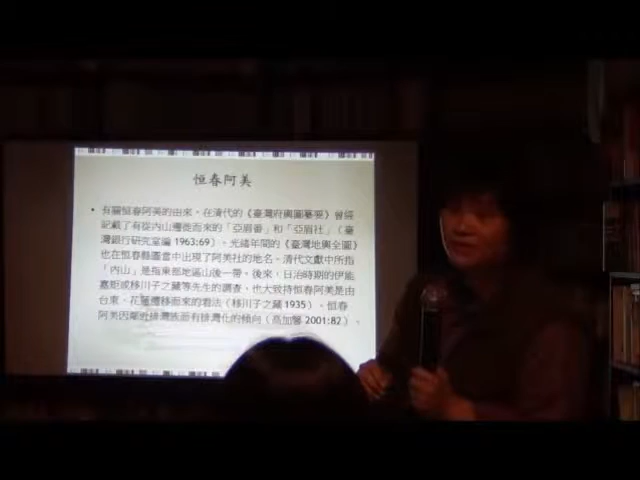 恒春阿美
• 有關恒春阿美的由來，在清代的《臺灣府輿圖纂要》曾經
記載了有從內山遷徙而來的「亞眉番」和「亞眉社」（臺
灣銀行研究室編 1963:69）。光緒年間的《臺灣地輿全圖》
也在恒春縣圖當中出現了阿美社的地名。清代文獻中所指
「內山」是指東部地區山後一帶。後來，日治時期的伊能
嘉矩或移川子之藏等先生的調查，也大致持恒春阿美是由
台東、花蓮遷移而來的看法（移川子之藏 1935）。恒春
阿美因鄰近排灣族而有排灣化的傾向（高加馨 2001:82）。